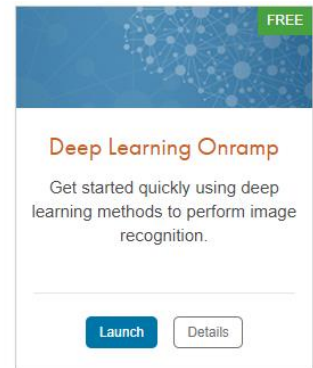 FREE
Deep Learning Onramp
Get started quickly using deep
learning methods to perform image
recognition.
Launch
Details